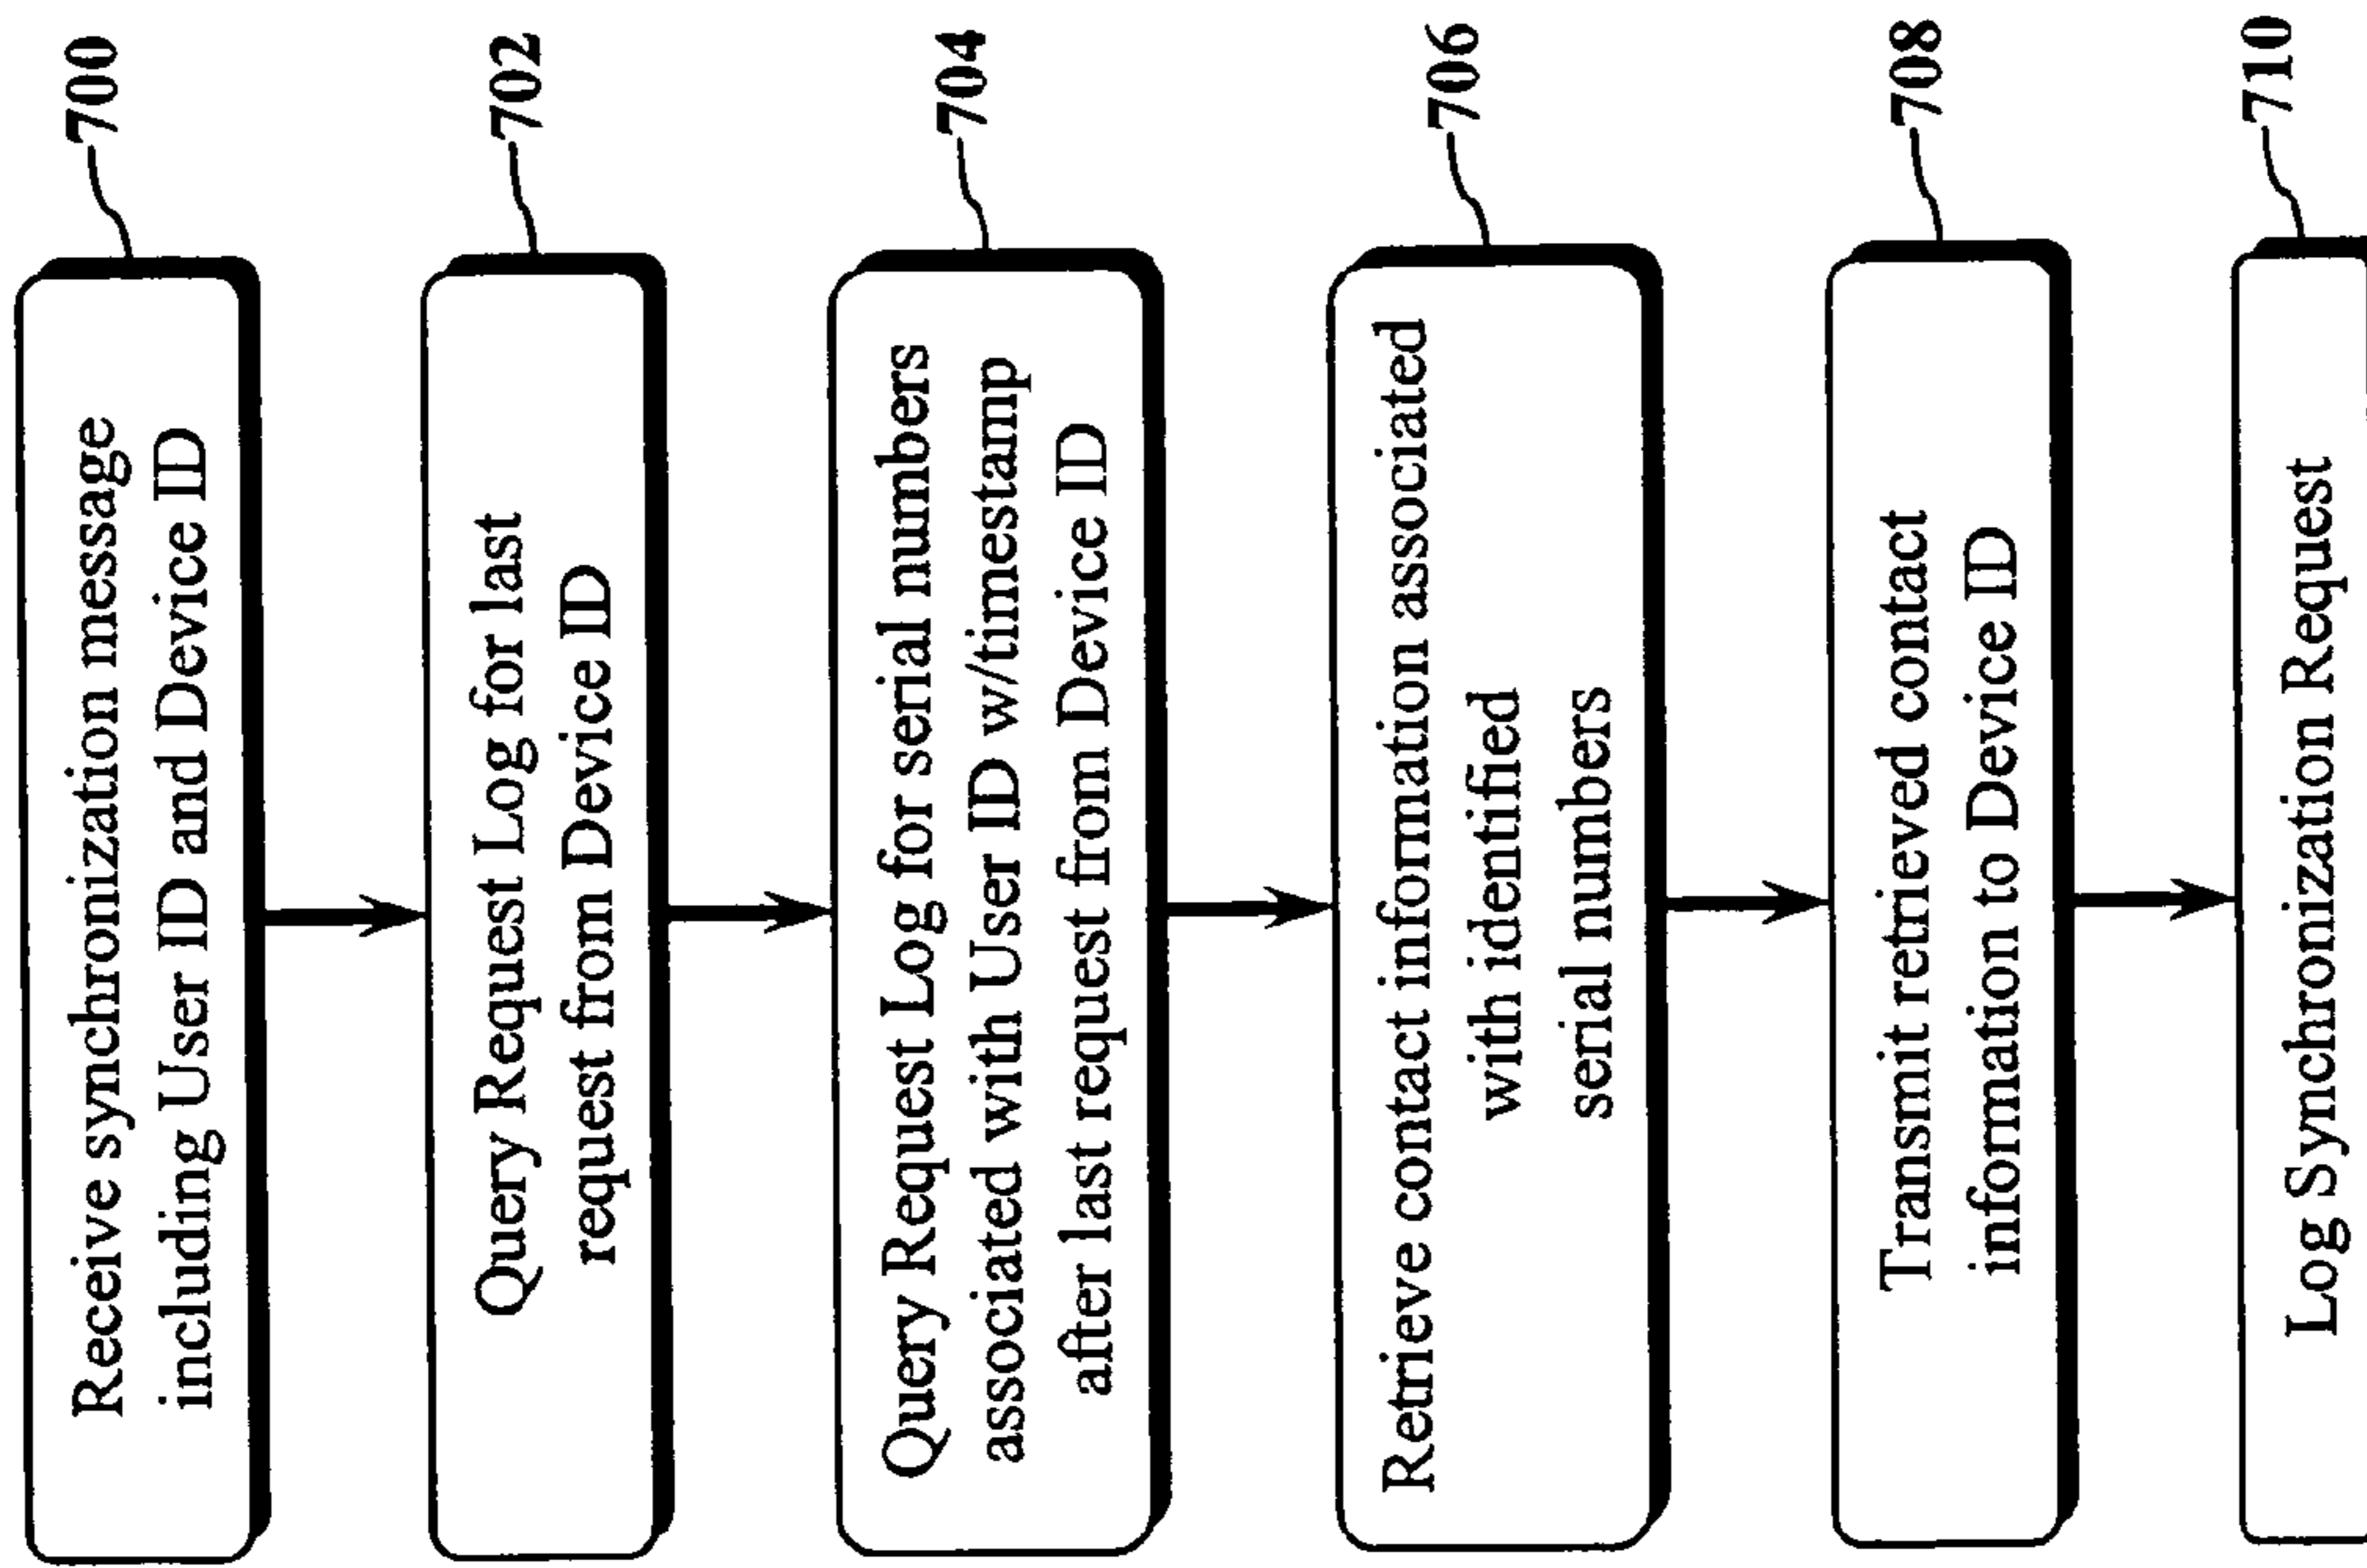 Receive synchronization message
including User ID and Device ID
700
Query Request Log for last
request from Device ID
702
Query Request Log for serial numbers
associated with User ID w/timestamp
after last request from Device ID
704
Retrieve contact information associated
with identified
serial numbers
706
Transmit retrieved contact
information to Device ID
708
Log Synchronization Request
710